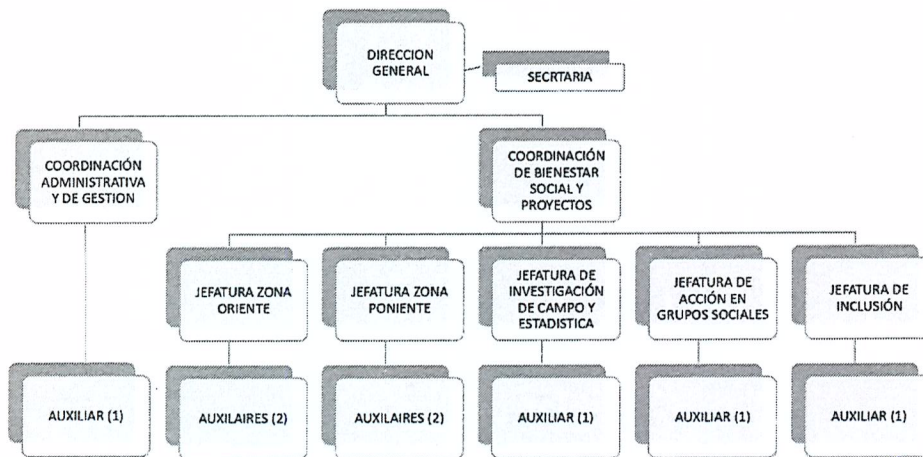 DIRECCION
GENERAL
SECRTARIA
COORDINACIÓN
ADMINISTRATIVA
Y DE GESTION
COORDINACIÓN
DE BIENESTAR
SOCIAL Y
PROYECTOS
JEFATURA ZONA
ORIENTE
JEFATURA ZONA
PONIENTE
JEFATURA DE
INVESTIGACIÓN
DE CAMPO Y
ESTADISTICA
JEFATURA DE
ACCIÓN EN
GRUPOS SOCIALES
JEFATURA DE
INCLUSIÓN
AUXILIAR (1)
AUXILAIRES (2)
AUXILAIRES (2)
AUXILIAR (1)
AUXILIAR (1)
AUXILIAR (1)